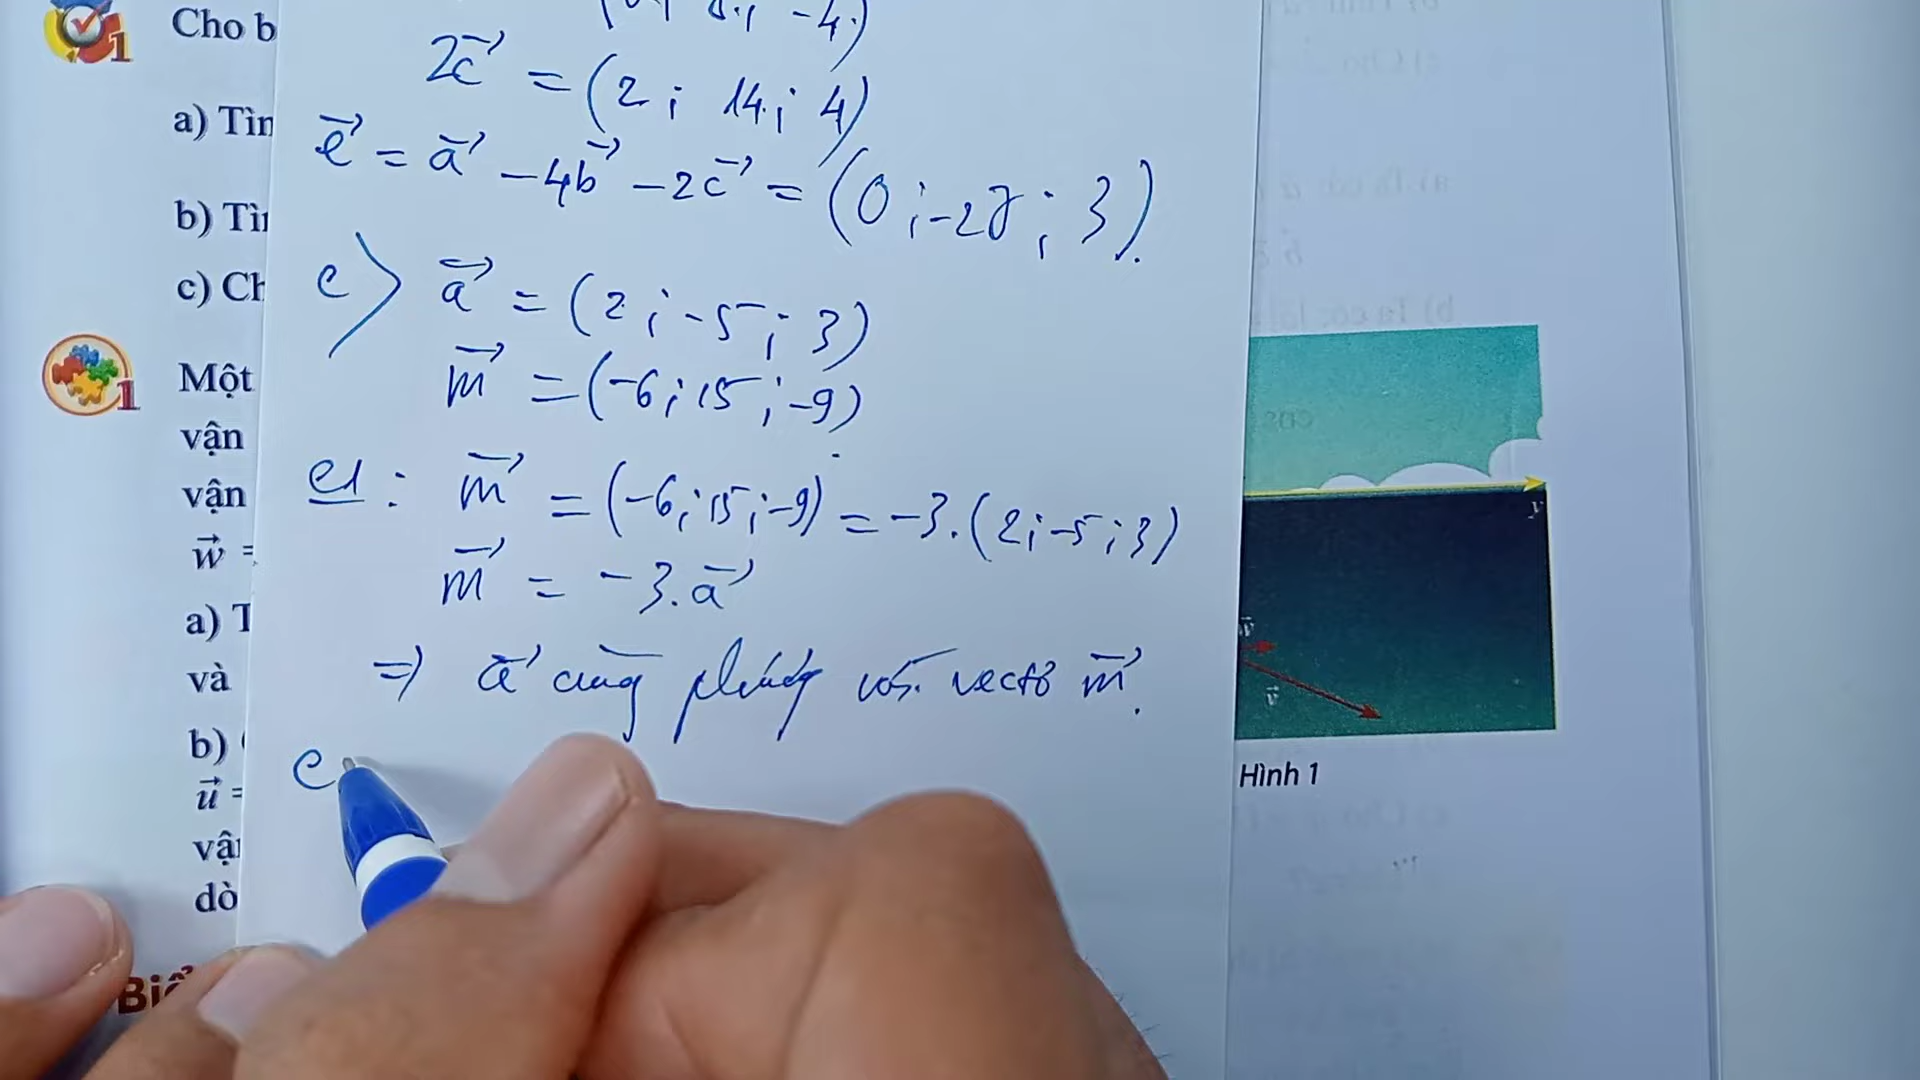 Cho b
a) Tìn
b) Tìn
c) Ch
Một
vận
vận
w⃗ =
a) T
và
b)
u⃗ =
vận
dò
Biể
; -4)
2c⃗ = (2; 14; 4)
e⃗ = a⃗ - 4b⃗ - 2c⃗ = (0; -27; 3).
c) a⃗ = (2; -5; 3)
m⃗ = (-6; 15; -9)
c1: m⃗ = (-6; 15; -9) = -3.(2; -5; 3)
m⃗ = -3.a⃗
=> a⃗ cùng phương với vectơ m⃗.
c
y
w⃗
v⃗
Hình 1